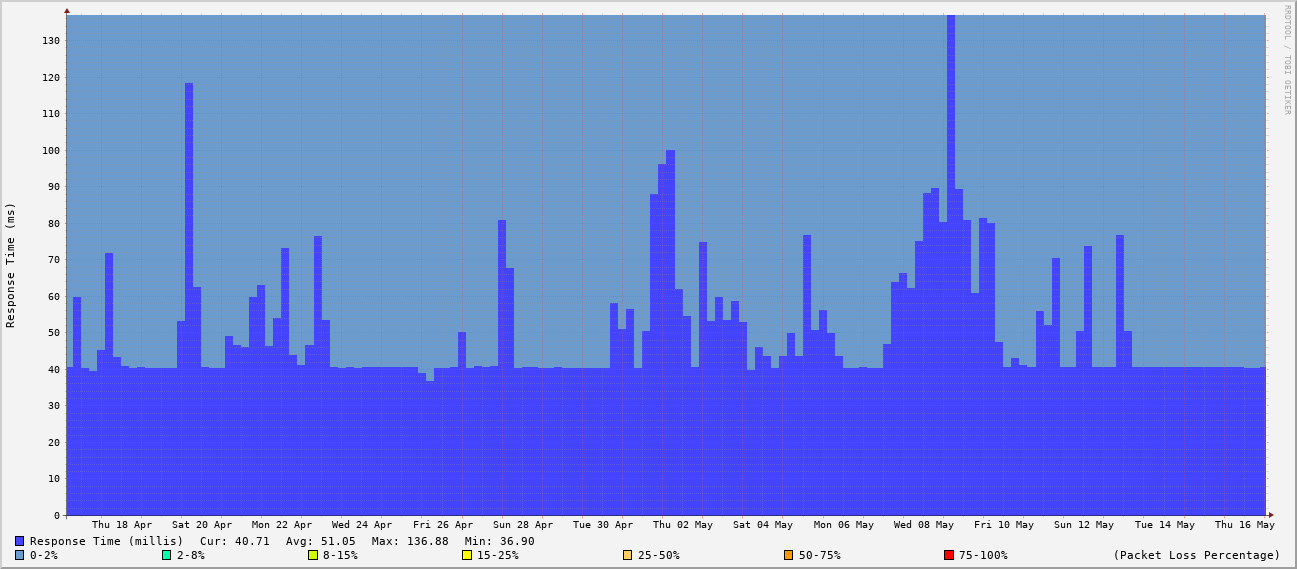 RRDTOOL / TOBI OETIKER
Response Time (ms)
130
120
110
100
90
80
70
60
50
40
30
20
10
0
Thu 18 Apr Sat 20 Apr Mon 22 Apr Wed 24 Apr Fri 26 Apr Sun 28 Apr Tue 30 Apr Thu 02 May Sat 04 May Mon 06 May Wed 08 May Fri 10 May Sun 12 May Tue 14 May Thu 16 May
Response Time (millis) Cur: 40.71 Avg: 51.05 Max: 136.88 Min: 36.90
0-2% 2-8% 8-15% 15-25% 25-50% 50-75% 75-100% (Packet Loss Percentage)